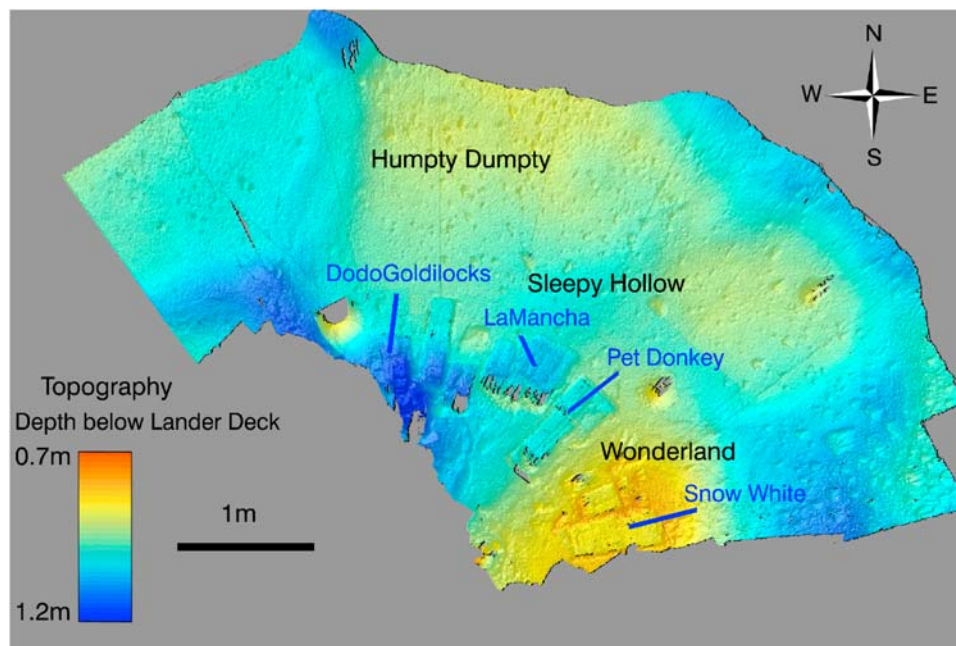 N
W E
S
Humpty Dumpty
DodoGoldilocks
Sleepy Hollow
LaMancha
Pet Donkey
Topography
Depth below Lander Deck
0.7m
Wonderland
Snow White
1m
1.2m